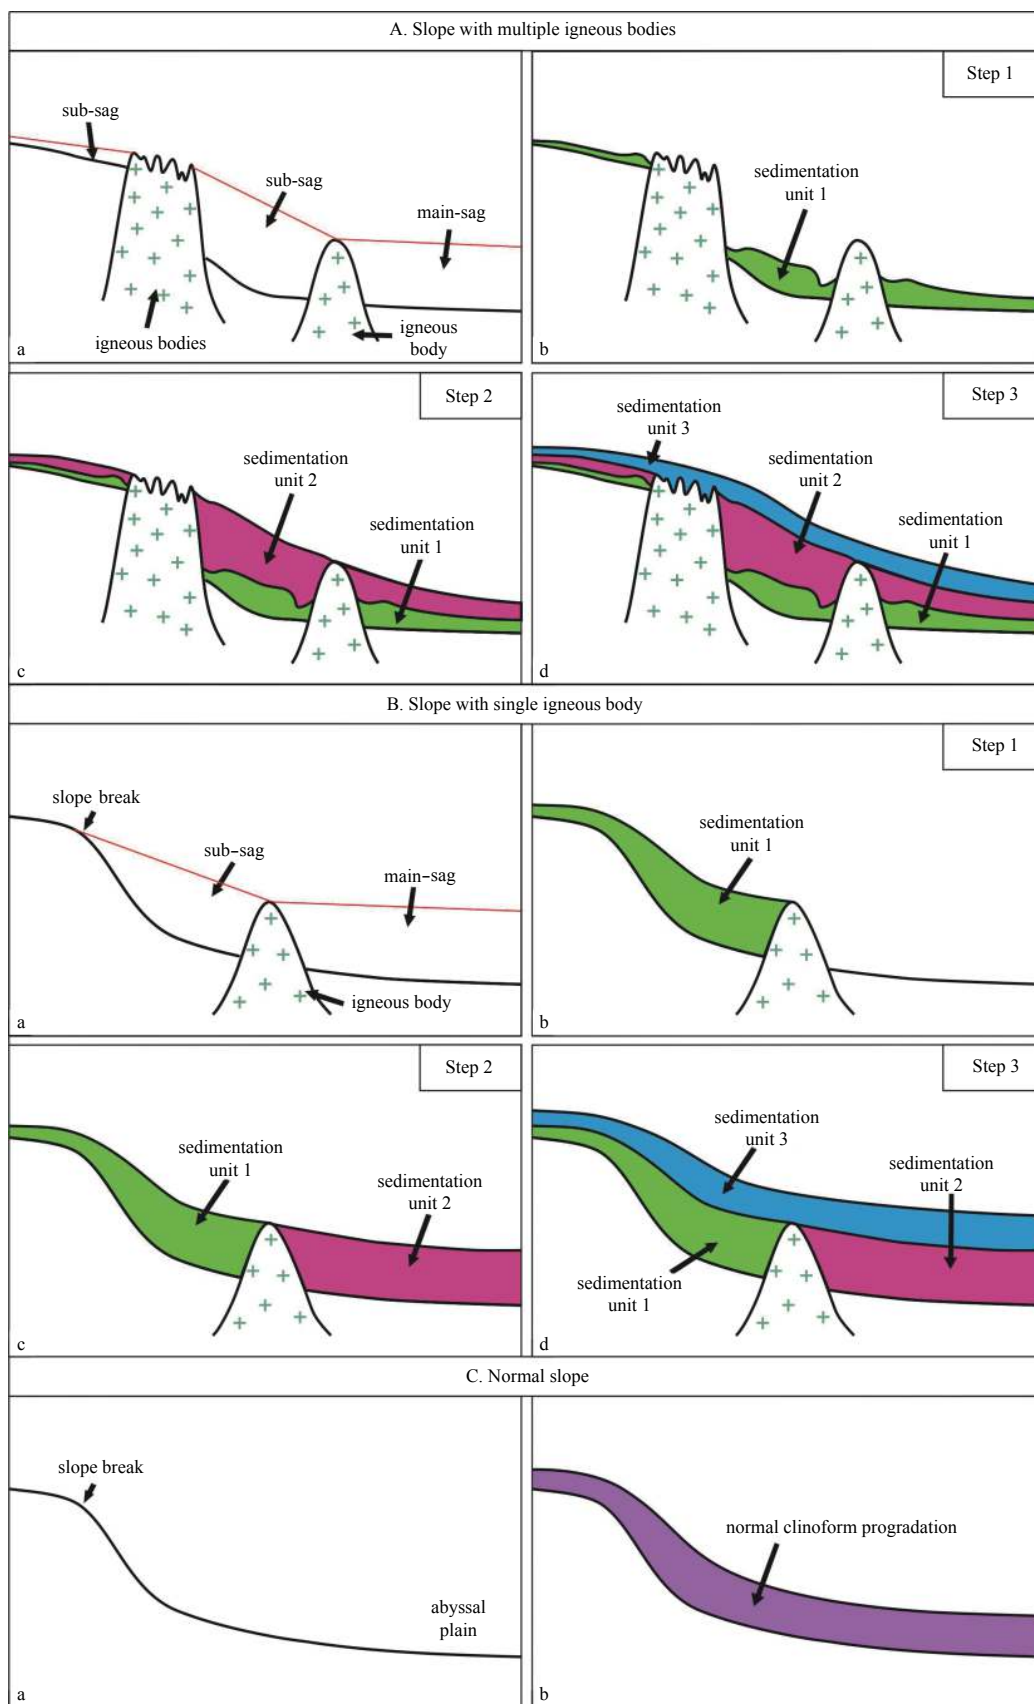 A. Slope with multiple igneous bodies
sub-sag
sub-sag
main-sag
igneous bodies
igneous
body
a
Step 1
sedimentation
unit 1
b
Step 2
sedimentation
unit 2
sedimentation
unit 1
c
Step 3
sedimentation
unit 3
sedimentation
unit 2
sedimentation
unit 1
d
B. Slope with single igneous body
slope break
sub-sag
main-sag
igneous body
a
Step 1
sedimentation
unit 1
b
Step 2
sedimentation
unit 1
sedimentation
unit 2
c
Step 3
sedimentation
unit 3
sedimentation
unit 2
sedimentation
unit 1
d
C. Normal slope
slope break
abyssal
plain
a
normal clinoform progradation
b